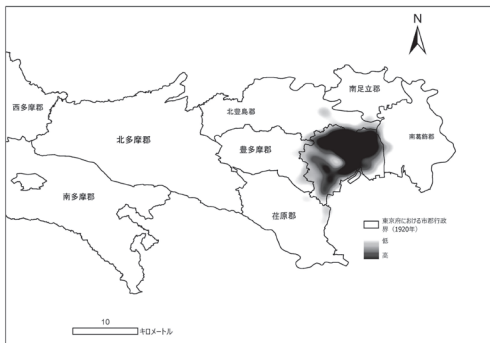 N
南足立郡
西多摩郡
北豊島郡
南葛飾郡
北多摩郡
豊多摩郡
南多摩郡
荏原郡
東京府における市郡行政
界（1920年）
低
高
10
キロメートル